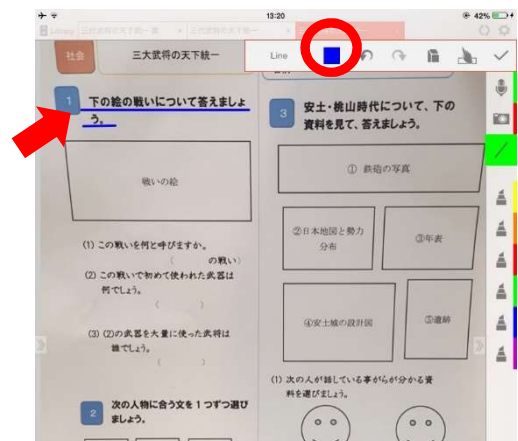 13:20
42%
Library
三大武将の天下統一
社会
三大武将の天下統一
Line
1
下の絵の戦いについて答えましょ
う。
戦いの絵
(1) この戦いを何と呼びますか。
（　　　の戦い）
(2) この戦いで初めて使われた武器は
何でしょう。
（　　　）
(3) (2)の武器を大量に使った武将は
誰でしょう。
（　　　）
2
次の人物に合う文を 1 つずつ選び
ましょう。
3
安土・桃山時代について、下の
資料を見て、答えましょう。
① 鉄砲の写真
②日本地図と勢力
分布
③年表
④安土城の設計図
⑤遺跡
(1) 次の人が話している事がらが分かる資
料を選びましょう。